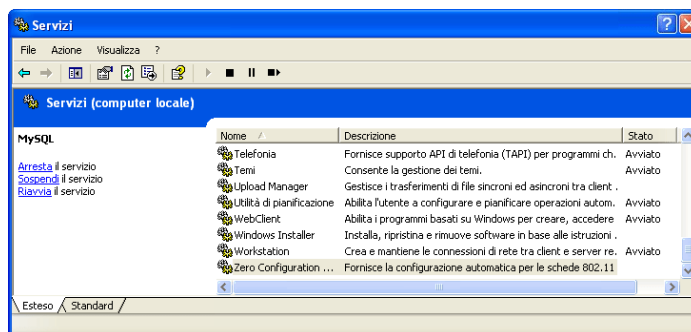 Servizi
File Azione Visualizza ?
Servizi (computer locale)
MySQL
Arresta il servizio
Sospendi il servizio
Riavvia il servizio
Nome Descrizione Stato
Telefonia Fornisce supporto API di telefonia (TAPI) per programmi ch. Avviato
Temi Consente la gestione dei temi. Avviato
Upload Manager Gestisce i trasferimenti di file sincroni ed asincroni tra client . Avviato
Utilità di pianificazione Abilita l'utente a configurare e pianificare operazioni autom. Avviato
WebClient Abilita i programmi basati su Windows per creare, accedere Avviato
Windows Installer Installa, ripristina e rimuove software in base alle istruzioni .
Workstation Crea e mantiene le connessioni di rete tra client e server re. Avviato
Zero Configuration ... Fornisce la configurazione automatica per le schede 802.11
Esteso Standard